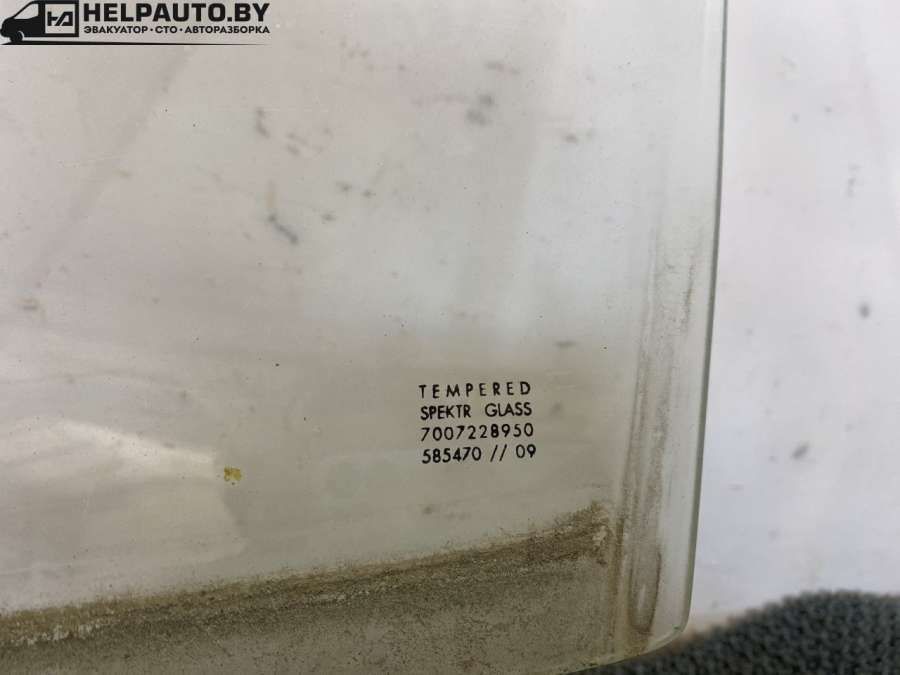 HELPAUTO.BY
ЭВАКУАТОР • СТО • АВТОРАЗБОРКА
TEMPERED
SPEKTR GLASS
7007228950
585470 // 09